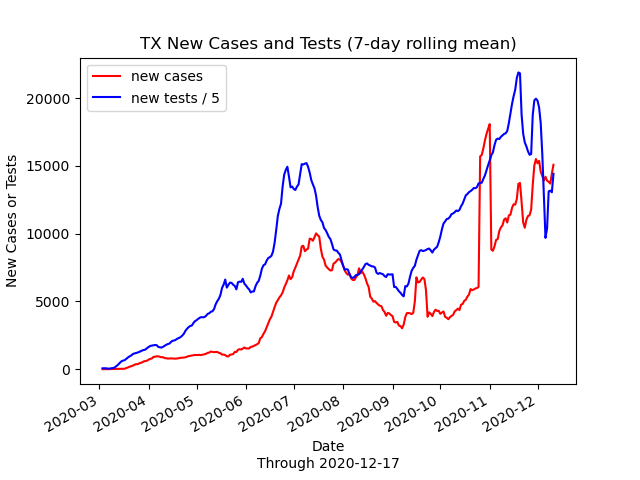 TX New Cases and Tests (7-day rolling mean)
new cases
new tests / 5
New Cases or Tests
20000
15000
10000
5000
0
2020-03
2020-04
2020-05
2020-06
2020-07
2020-08
2020-09
2020-10
2020-11
2020-12
Date
Through 2020-12-17